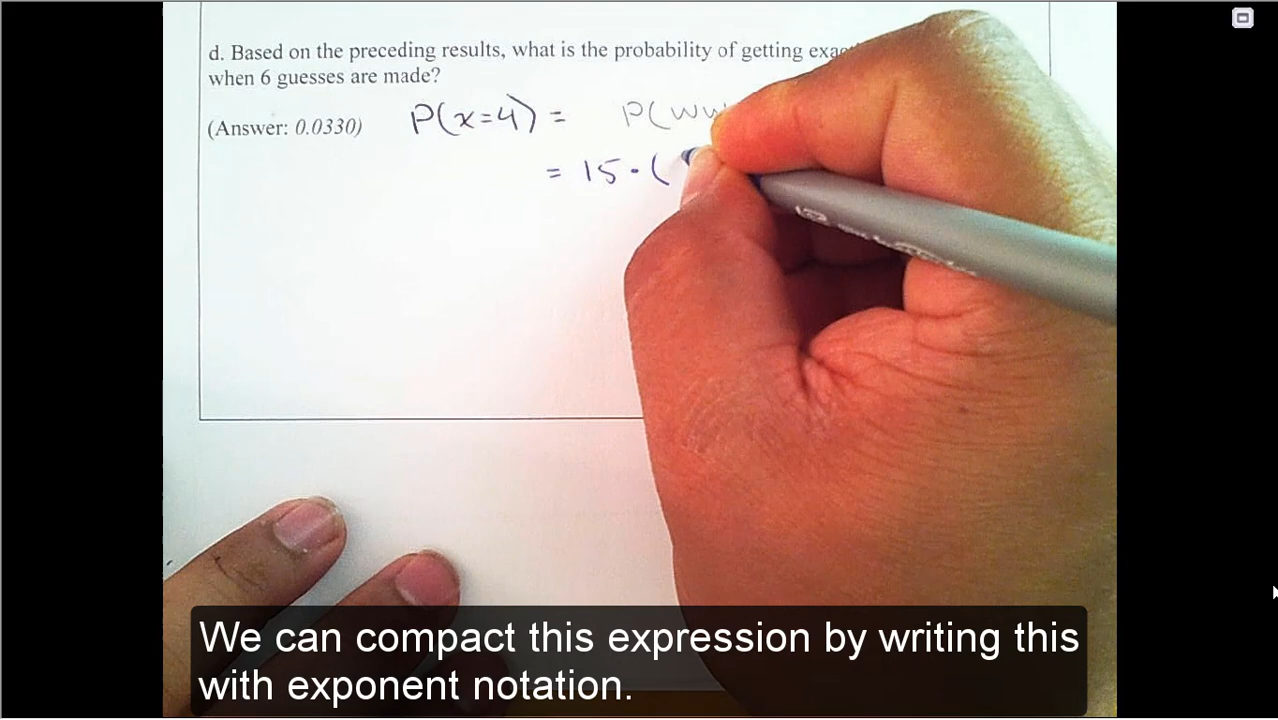 d. Based on the preceding results, what is the probability of getting
when 6 guesses are made?
(Answer: 0.0330) P(x=4) = P(WW
= 15 · (
We can compact this expression by writing this
with exponent notation.